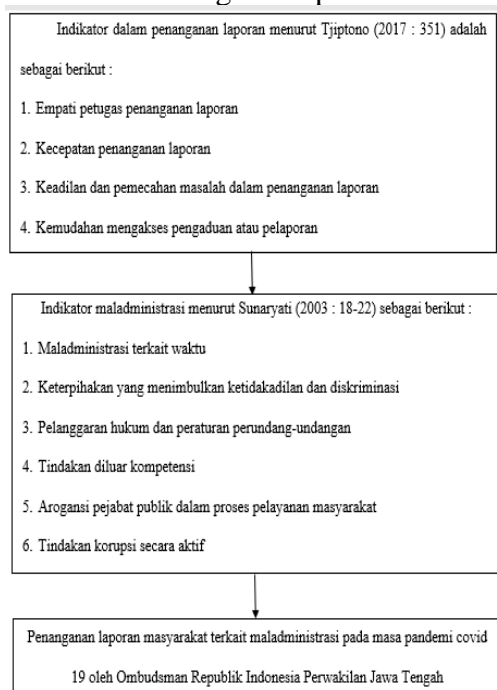 Indikator dalam penanganan laporan menurut Tjiptono (2017 : 351) adalah
sebagai berikut :
1. Empati petugas penanganan laporan
2. Kecepatan penanganan laporan
3. Keadilan dan pemecahan masalah dalam penanganan laporan
4. Kemudahan mengakses pengaduan atau pelaporan
Indikator maladministrasi menurut Sunaryati (2003 : 18-22) sebagai berikut :
1. Maladministrasi terkait waktu
2. Keterpihakan yang menimbulkan ketidakadilan dan diskriminasi
3. Pelanggaran hukum dan peraturan perundang-undangan
4. Tindakan diluar kompetensi
5. Arogansi pejabat publik dalam proses pelayanan masyarakat
6. Tindakan korupsi secara aktif
Penanganan laporan masyarakat terkait maladministrasi pada masa pandemi covid
19 oleh Ombudsman Republik Indonesia Perwakilan Jawa Tengah